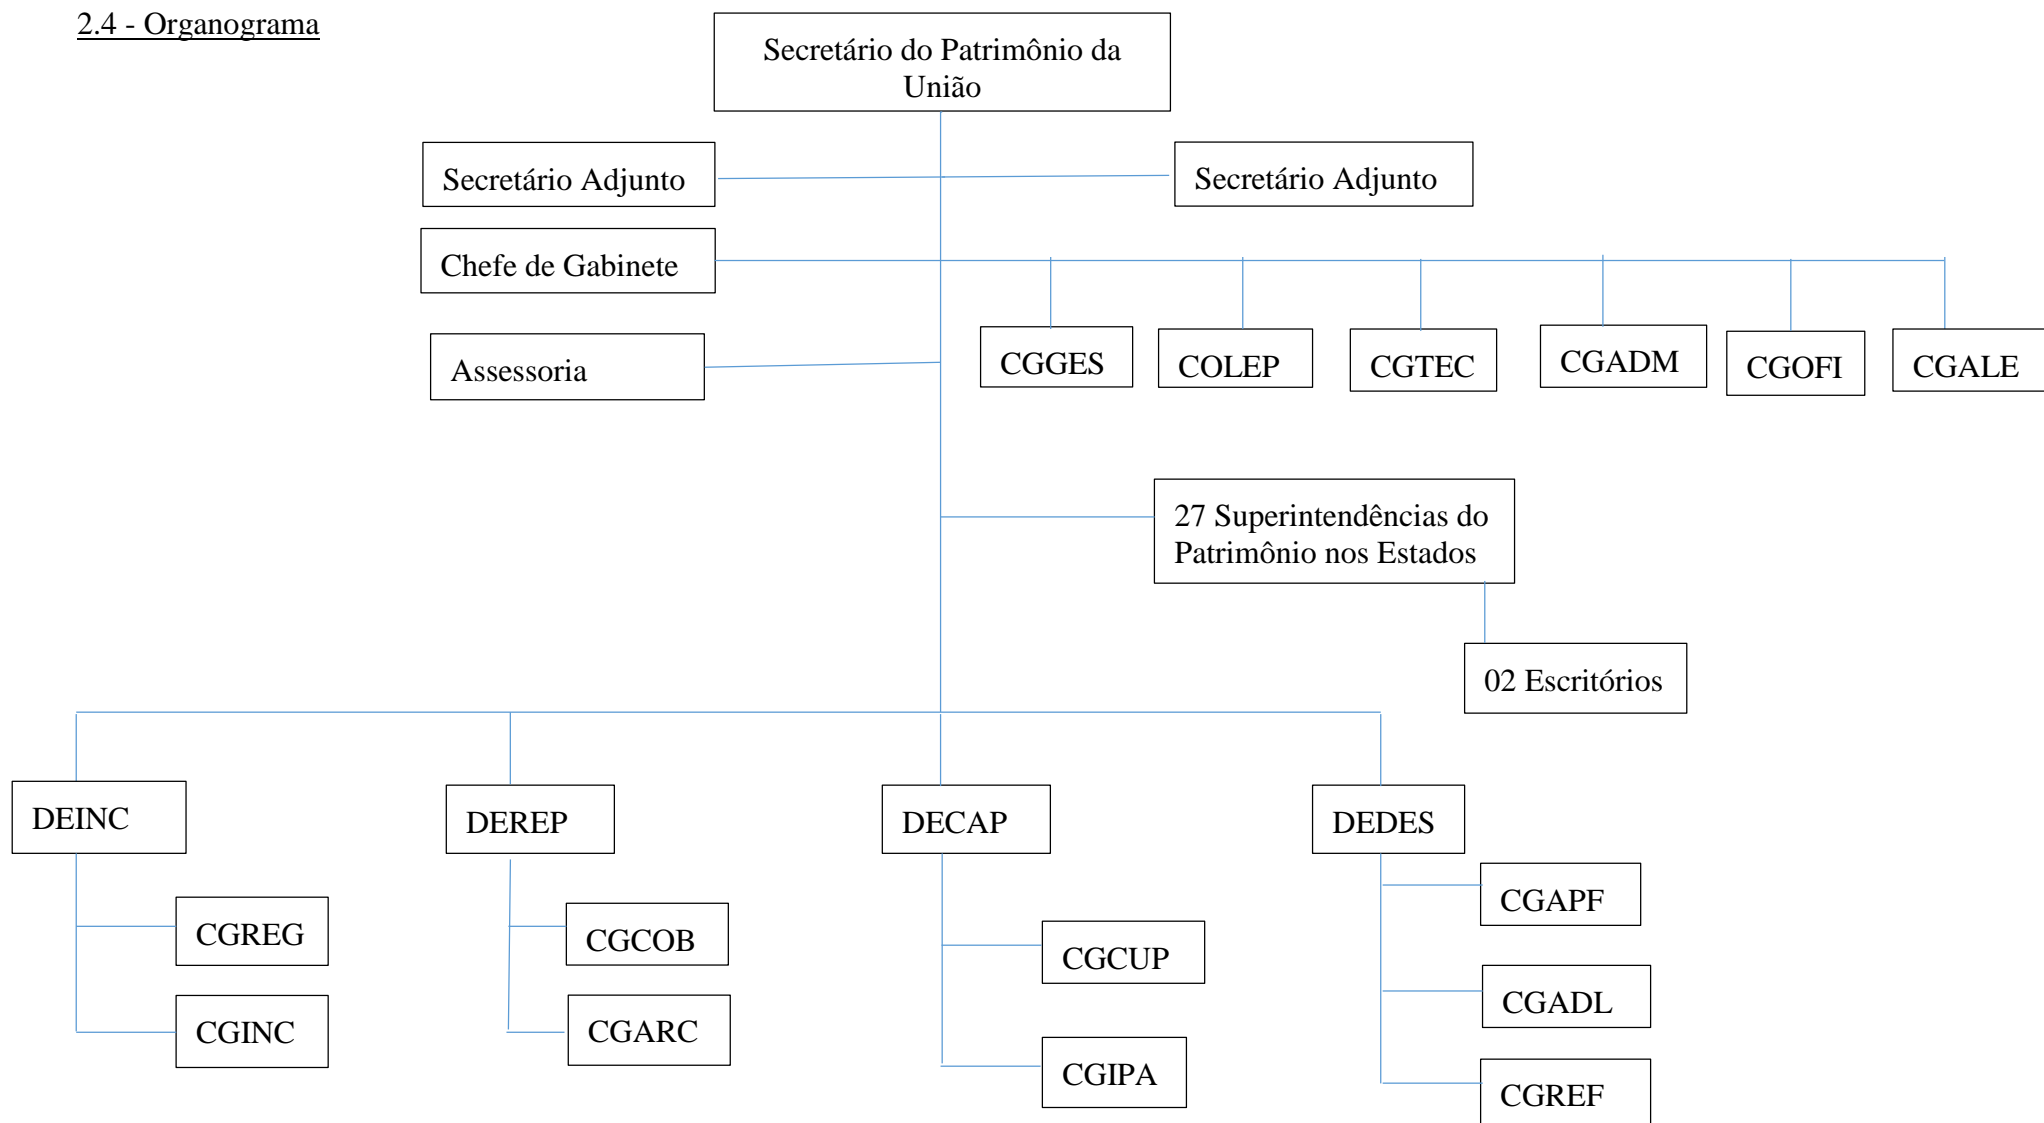 2.4 - Organograma
Secretário do Patrimônio da
União
Secretário Adjunto
Secretário Adjunto
Chefe de Gabinete
Assessoria
CGGES
COLEP
CGTEC
CGADM
CGOFI
CGALE
27 Superintendências do
Patrimônio nos Estados
02 Escritórios
DEINC
DEREP
DECAP
DEDES
CGREG
CGINC
CGCOB
CGARC
CGCUP
CGIPA
CGAPF
CGADL
CGREF